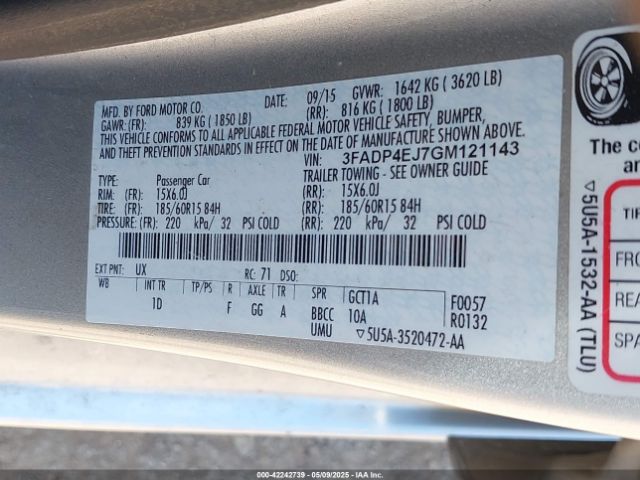 MFD. BY FORD MOTOR CO.
DATE: 09/15 GVWR: 1642 KG ( 3620 LB)
GAWR: (FR): 839 KG ( 1850 LB) (RR): 816 KG ( 1800 LB)
THIS VEHICLE CONFORMS TO ALL APPLICABLE FEDERAL MOTOR VEHICLE SAFETY, BUMPER,
AND THEFT PREVENTION STANDARDS IN EFFECT ON THE DATE OF MANUFACTURE SHOWN ABOVE.
VIN: 3FADP4EJ7GM121143
TYPE: Passenger Car TRAILER TOWING - SEE OWNER GUIDE
RIM: (FR): 15X6.0J (RR): 15X6.0J
TIRE: (FR): 185/60R15 84H (RR): 185/60R15 84H
PRESSURE: (FR): 220 kPa/ 32 PSI COLD (RR): 220 kPa/ 32 PSI COLD
EXT PNT: UX RC: 71 DSO:
WB INT TR TP/PS R AXLE TR SPR GCT1A F0057
1D F GG A BBCC 10A R0132
UMU ▽5U5A-3520472-AA
The co
an
TIR
FRO
REA
SPA
▽5U5A-1532-AA (TLU)
000-42242739 - 05/09/2025 - IAA Inc.